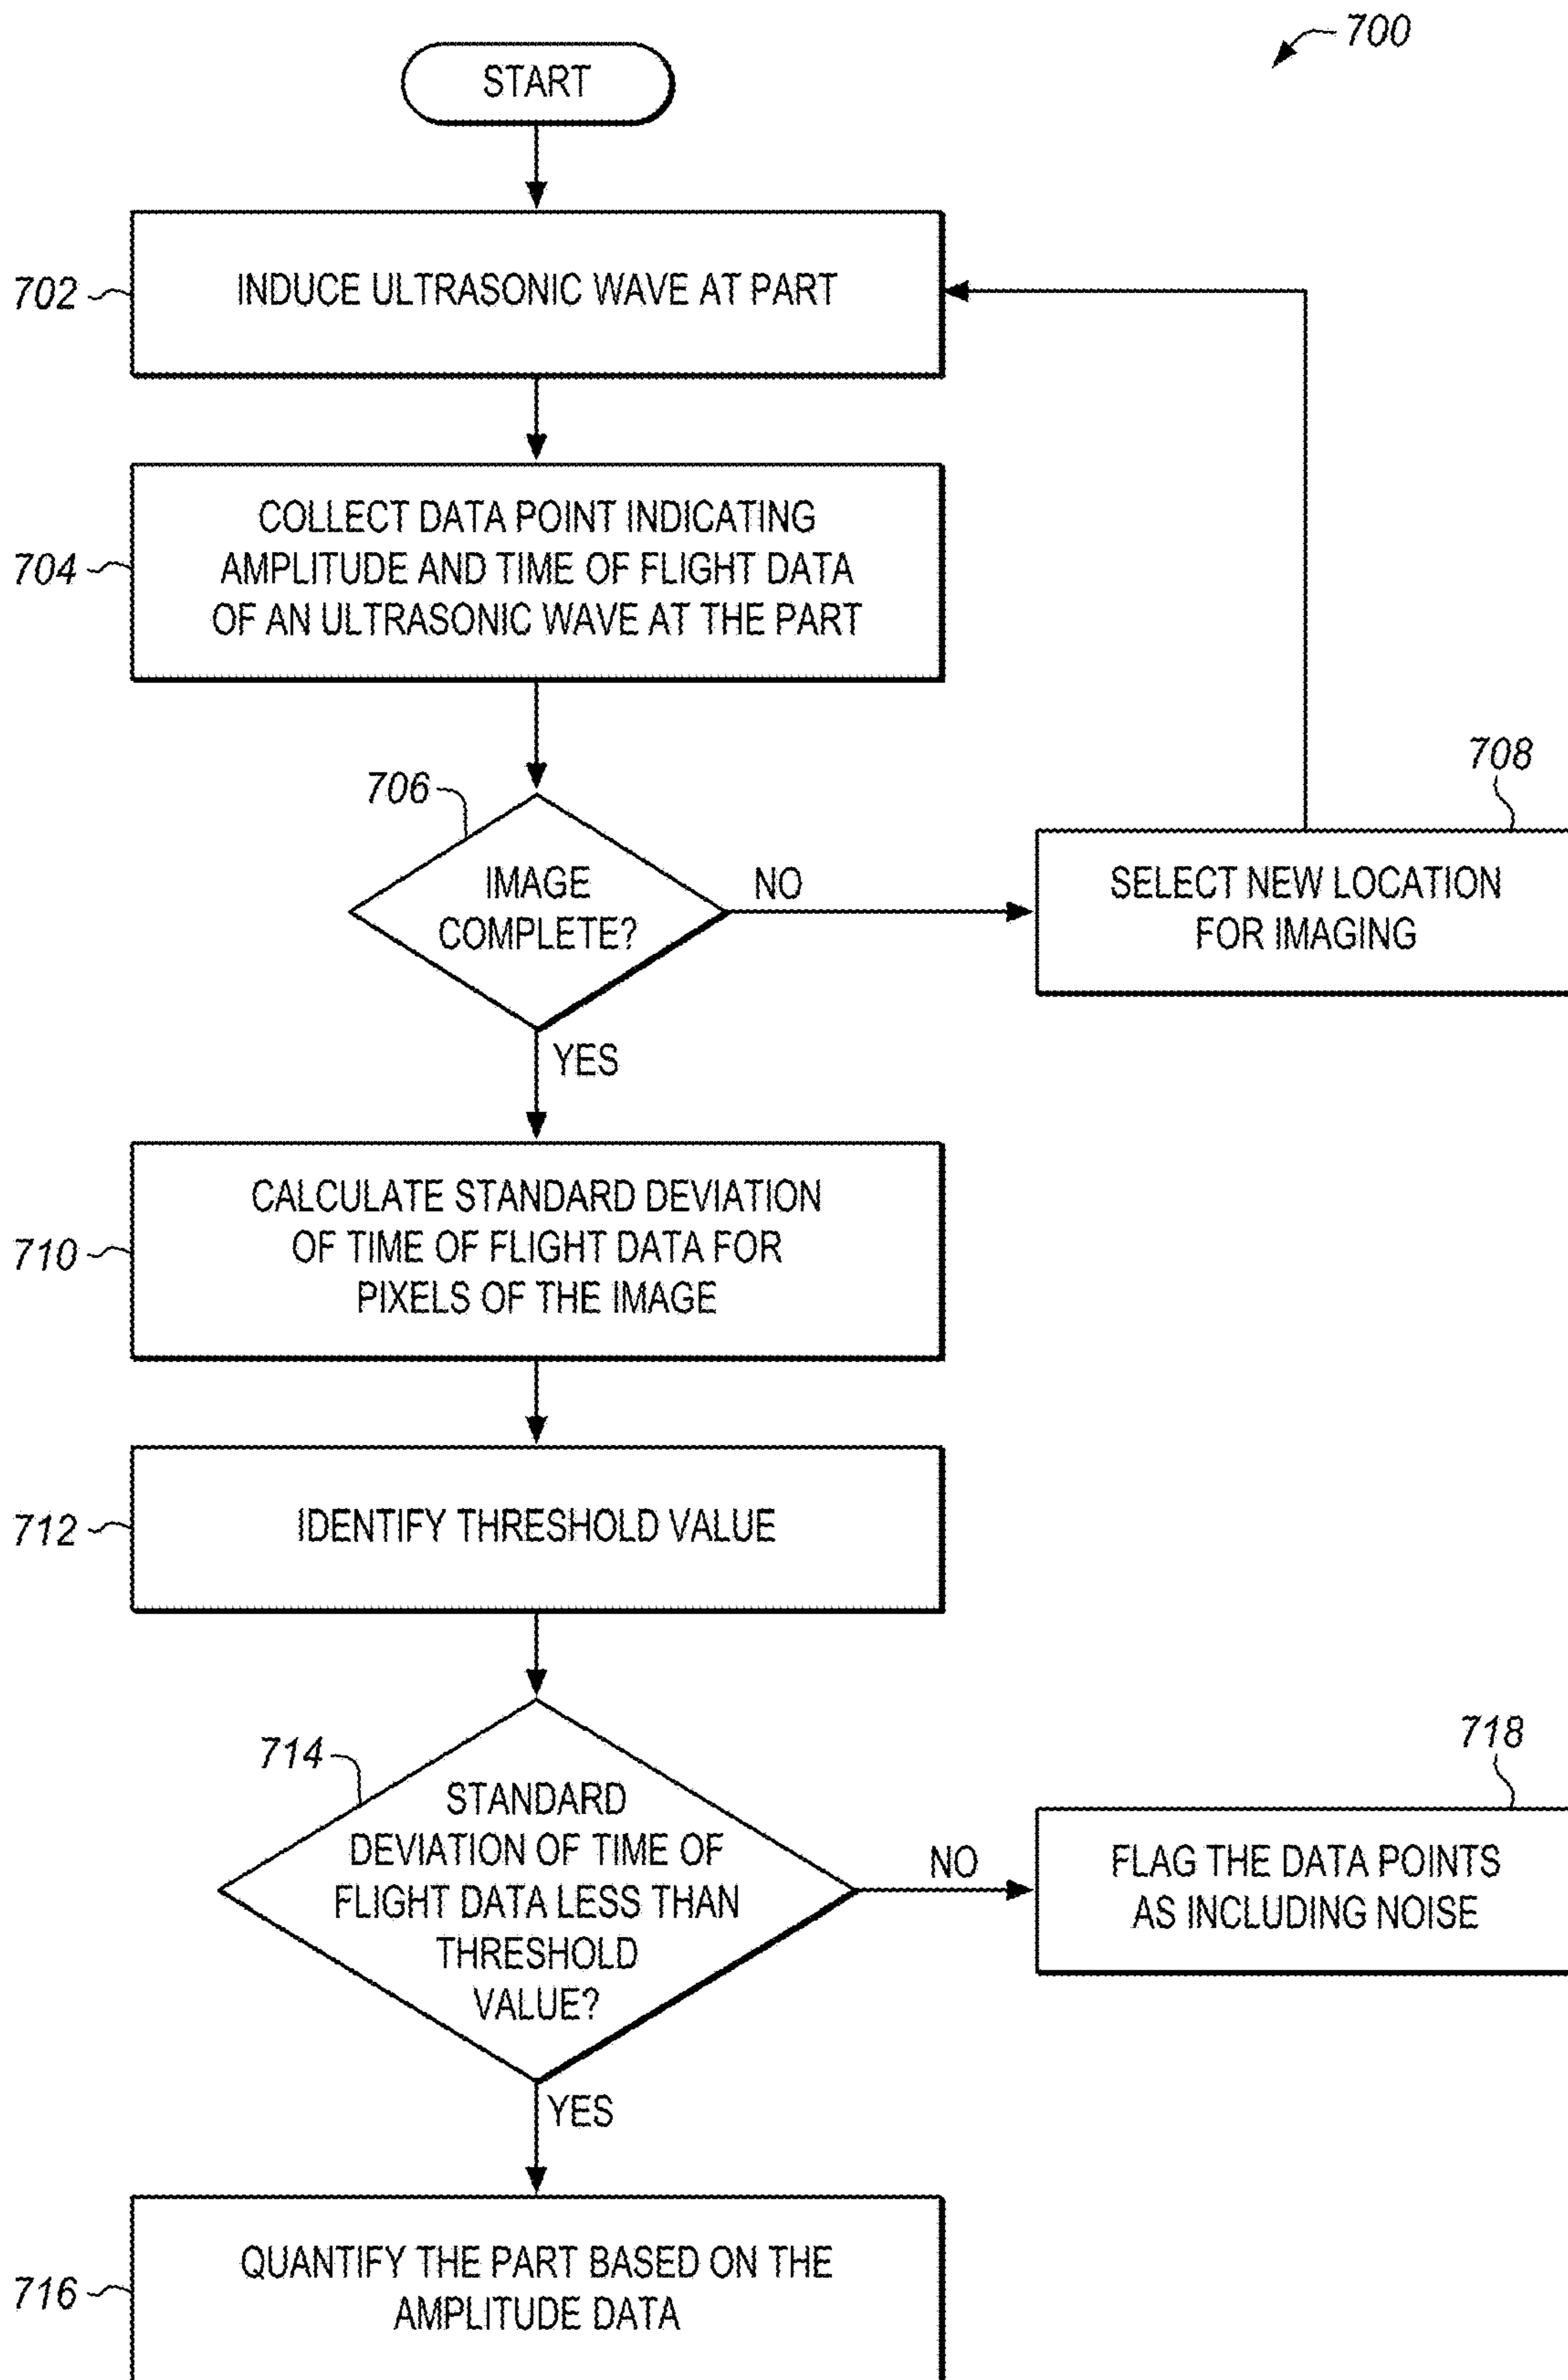 700
START
702
INDUCE ULTRASONIC WAVE AT PART
704
COLLECT DATA POINT INDICATING
AMPLITUDE AND TIME OF FLIGHT DATA
OF AN ULTRASONIC WAVE AT THE PART
706
IMAGE
COMPLETE?
NO
708
SELECT NEW LOCATION
FOR IMAGING
YES
710
CALCULATE STANDARD DEVIATION
OF TIME OF FLIGHT DATA FOR
PIXELS OF THE IMAGE
712
IDENTIFY THRESHOLD VALUE
714
STANDARD
DEVIATION OF TIME OF
FLIGHT DATA LESS THAN
THRESHOLD
VALUE?
NO
718
FLAG THE DATA POINTS
AS INCLUDING NOISE
YES
716
QUANTIFY THE PART BASED ON THE
AMPLITUDE DATA